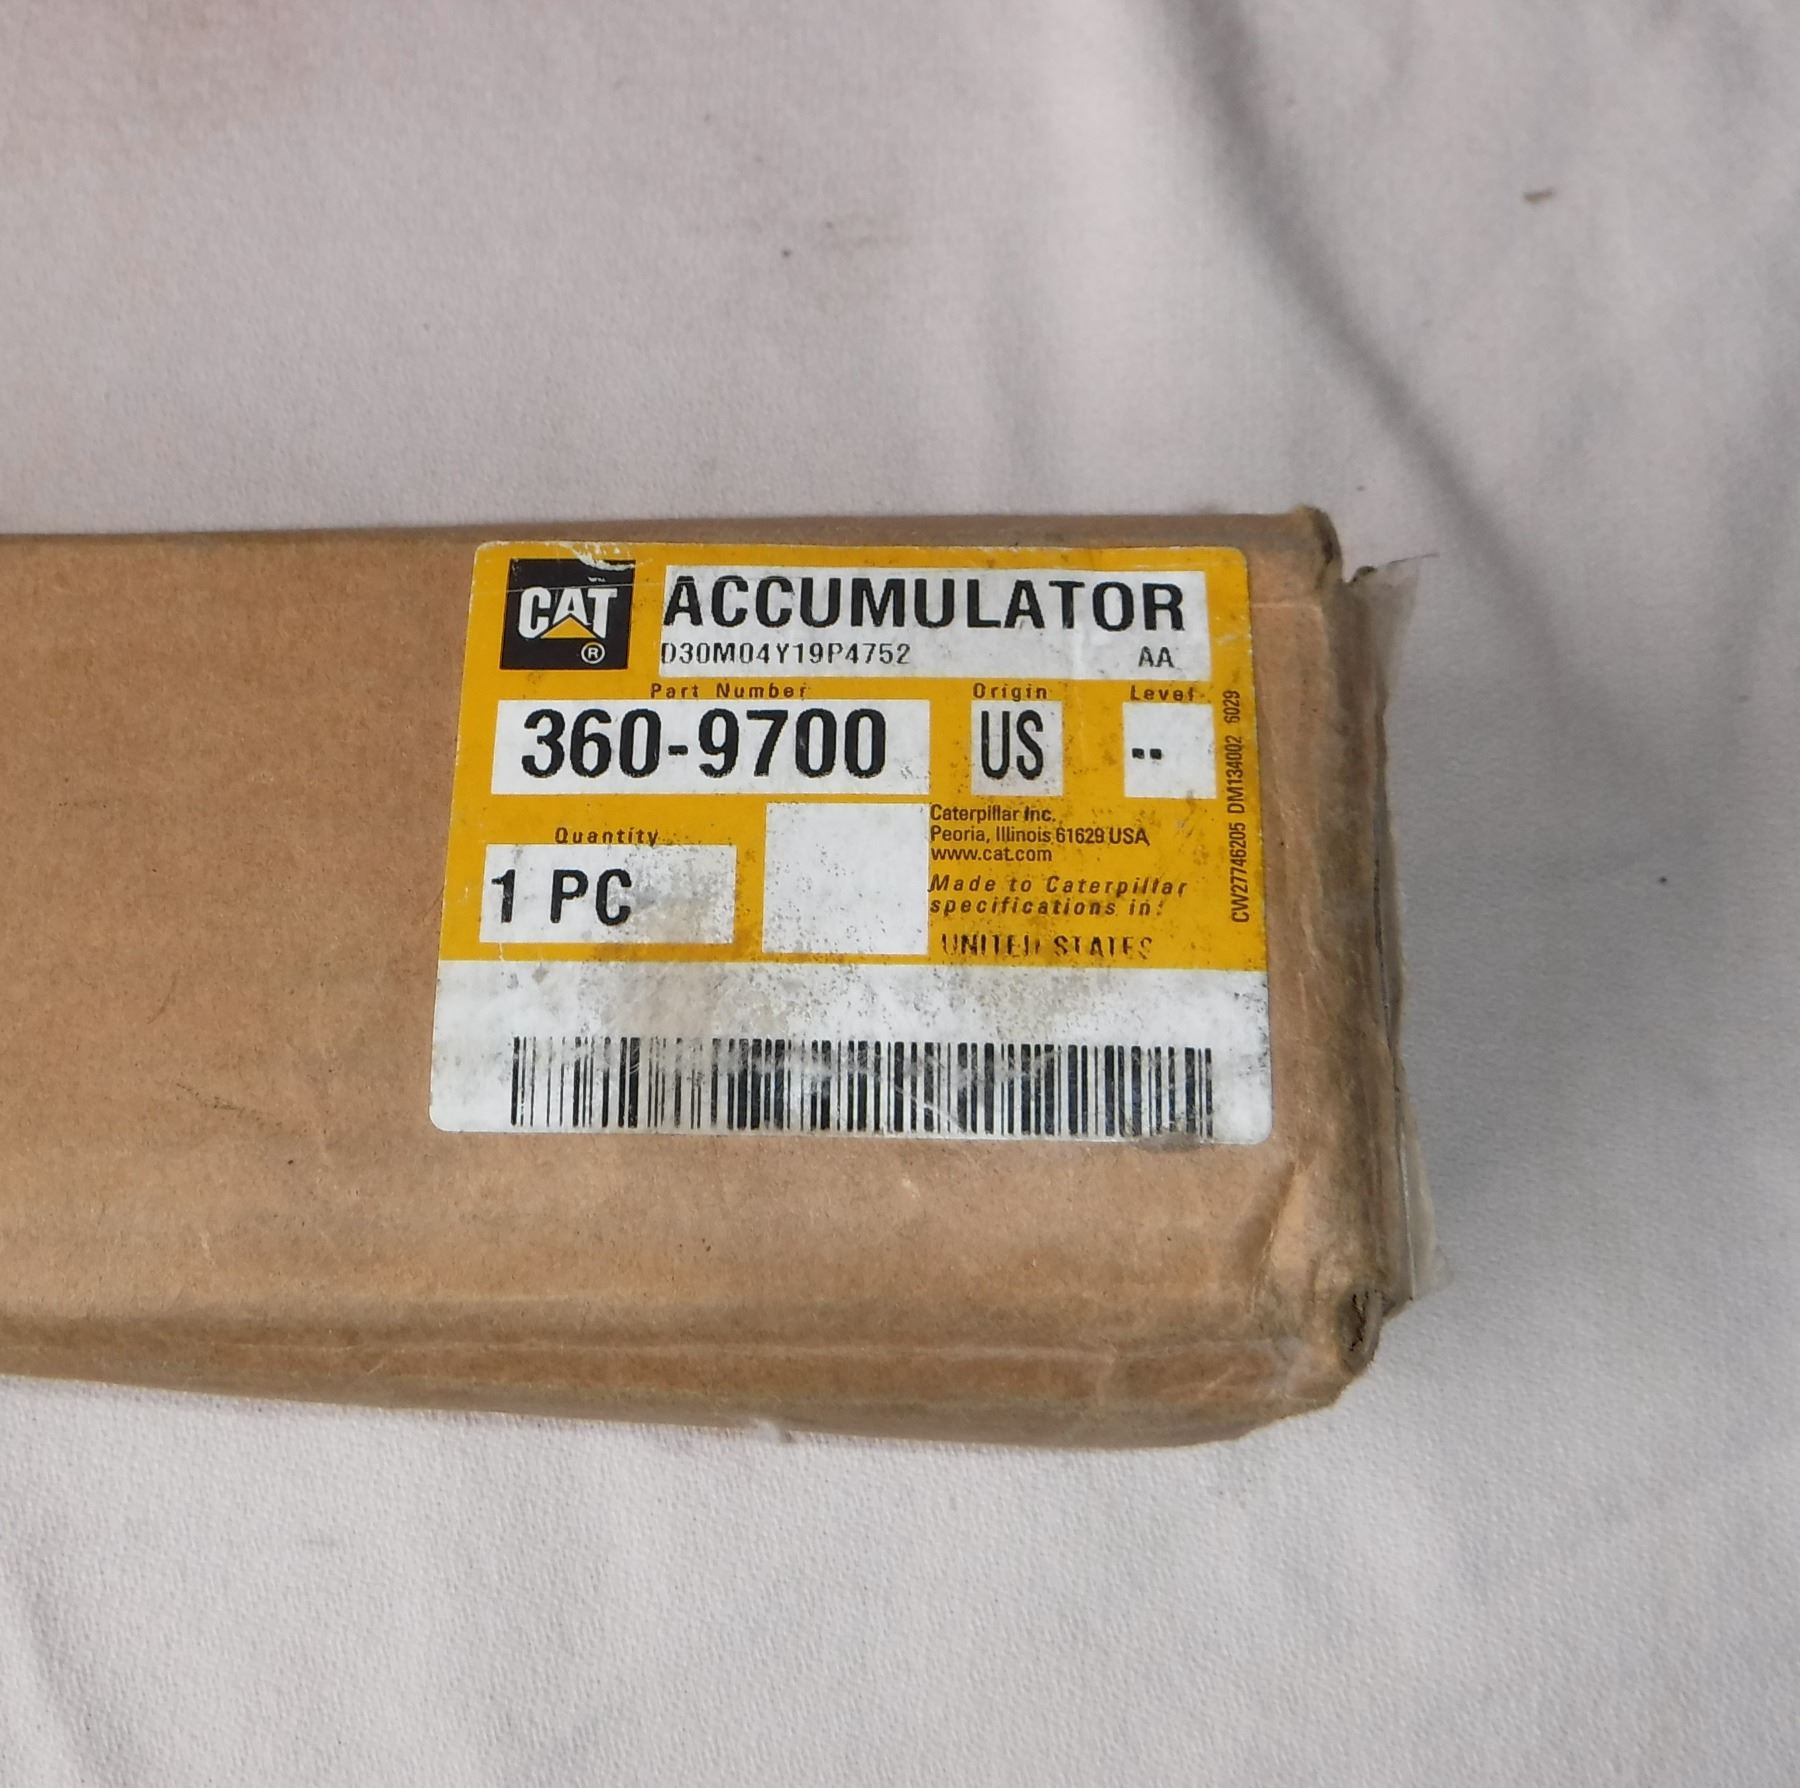 CAT
®
ACCUMULATOR
D30M04Y19P4752 AA
Part Number Origin Level
360-9700 US --
Quantity
1 PC
Caterpillar Inc.
Peoria, Illinois 61629 USA
www.cat.com
Made to Caterpillar
specifications in:
UNITED STATES
CW27746205 DM134002 6029